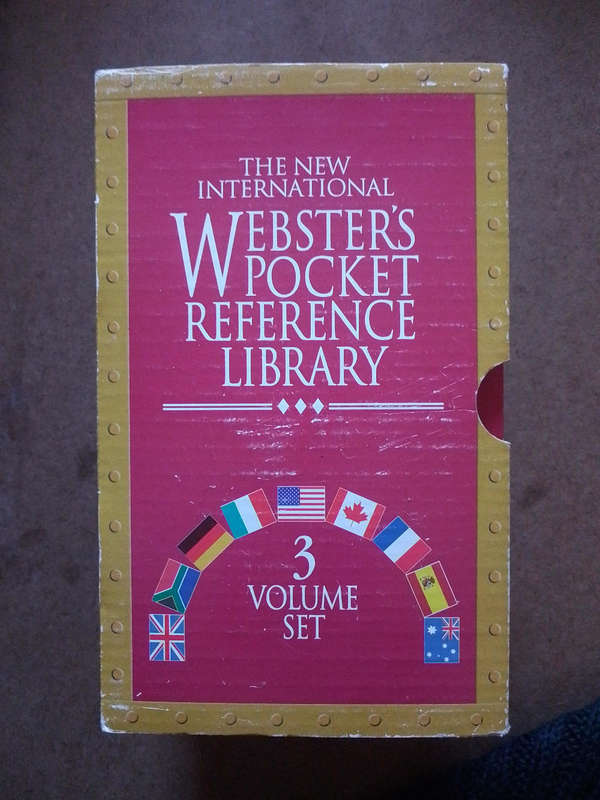 THE NEW
INTERNATIONAL
WEBSTER'S
POCKET
REFERENCE
LIBRARY
3
VOLUME
SET